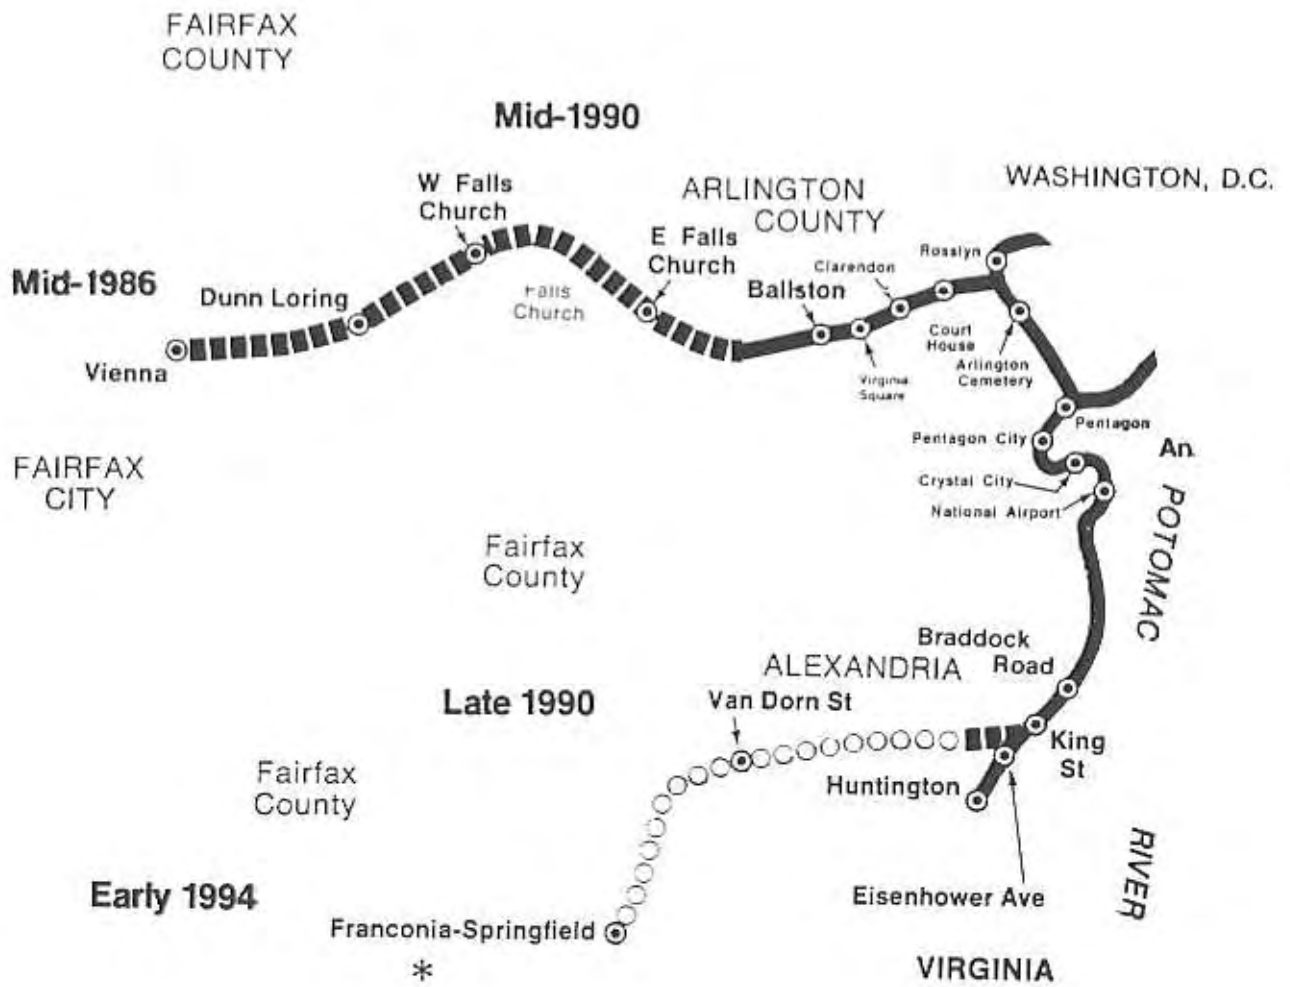 FAIRFAX
COUNTY
Mid-1990
W Falls
Church
ARLINGTON
COUNTY
WASHINGTON, D.C.
E Falls
Church
Rosslyn
Clarendon
Mid-1986
Dunn Loring
Falls
Church
Ballston
Court
House
Vienna
Virginia
Square
Arlington
Cemetery
Pentagon
Pentagon City
An
FAIRFAX
CITY
Crystal City
National Airport
POTOMAC
Fairfax
County
Braddock
Road
ALEXANDRIA
Late 1990
Van Dorn St
King
St
Fairfax
County
Huntington
RIVER
Early 1994
Eisenhower Ave
Franconia-Springfield
*
VIRGINIA